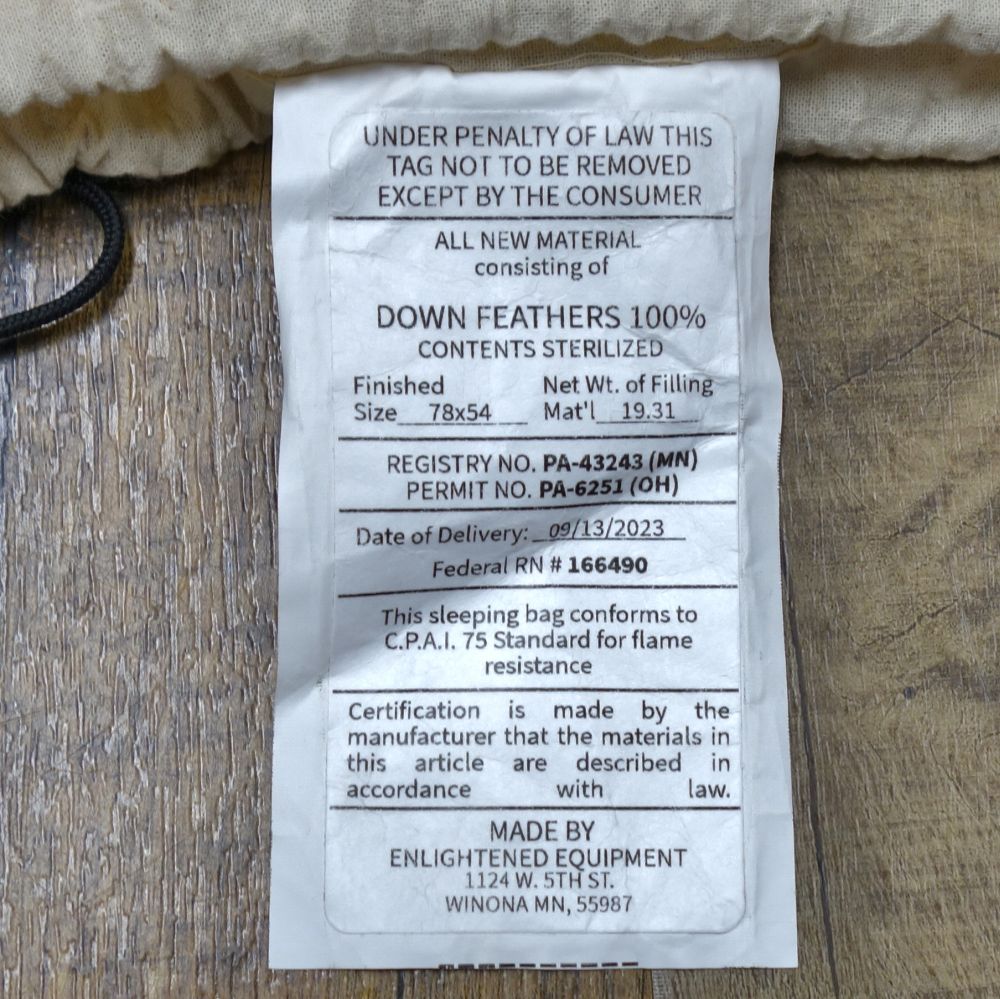 UNDER PENALTY OF LAW THIS
TAG NOT TO BE REMOVED
EXCEPT BY THE CONSUMER
ALL NEW MATERIAL
consisting of
DOWN FEATHERS 100%
CONTENTS STERILIZED
Finished Net Wt. of Filling
Size 78x54 Mat'l 19.31
REGISTRY NO. PA-43243 (MN)
PERMIT NO. PA-6251 (OH)
Date of Delivery: 09/13/2023
Federal RN # 166490
This sleeping bag conforms to
C.P.A.I. 75 Standard for flame
resistance
Certification is made by the
manufacturer that the materials in
this article are described in
accordance with law.
MADE BY
ENLIGHTENED EQUIPMENT
1124 W. 5TH ST.
WINONA MN, 55987